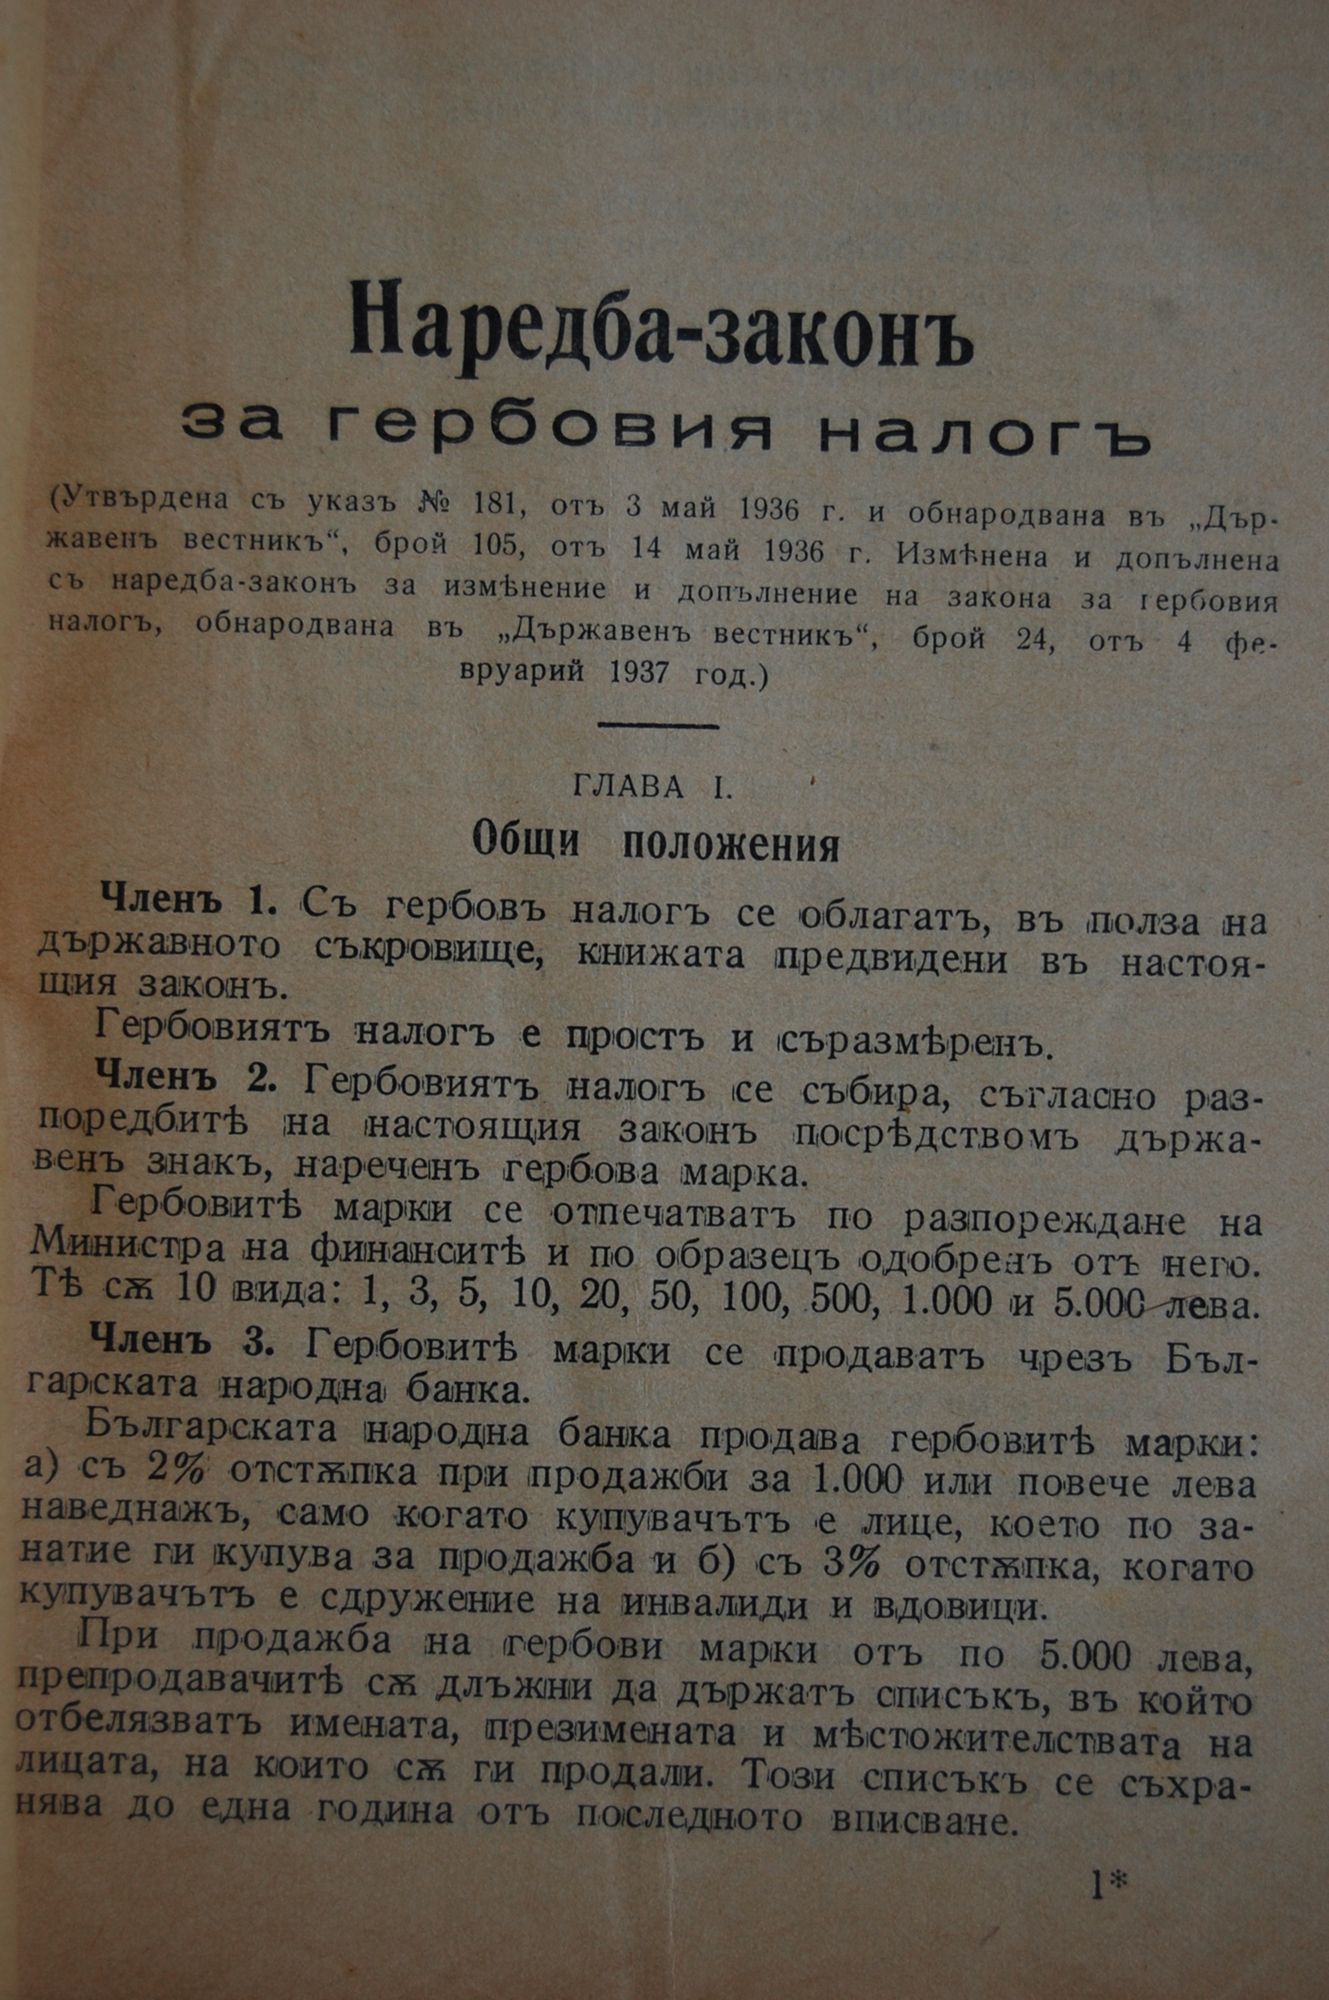 Наредба-законъ
за гербовия налогъ
(Утвърдена съ указъ № 181, отъ 3 май 1936 г. и обнародвана въ „Дър-
жавенъ вестникъ“, брой 105, отъ 14 май 1936 г. Измѣнена и допълнена
съ наредба-законъ за измѣнение и допълнение на закона за гербовия
налогъ, обнародвана въ „Държавенъ вестникъ“, брой 24, отъ 4 фе-
вруарий 1937 год.)
ГЛАВА I.
Общи положения
Членъ 1. Съ гербовъ налогъ се облагатъ, въ полза на
държавното съкровище, книжата предвидени въ настоя-
щия законъ.
Гербовиятъ налогъ е простъ и съразмѣренъ.
Членъ 2. Гербовиятъ налогъ се събира, съгласно раз-
поредбитѣ на настоящия законъ посрѣдствомъ държа-
венъ знакъ, нареченъ гербова марка.
Гербовитѣ марки се отпечатватъ по разпореждане на
Министра на финанситѣ и по образецъ одобренъ отъ него.
Тѣ сѫ 10 вида: 1, 3, 5, 10, 20, 50, 100, 500, 1.000 и 5.000 лева.
Членъ 3. Гербовитѣ марки се продаватъ чрезъ Бъл-
гарската народна банка.
Българската народна банка продава гербовитѣ марки:
а) съ 2% отстѫпка при продажби за 1.000 или повече лева
наведнажъ, само когато купувачътъ е лице, което по за-
натие ги купува за продажба и б) съ 3% отстѫпка, когато
купувачътъ е сдружение на инвалиди и вдовици.
При продажба на гербови марки отъ по 5.000 лева,
препродавачитѣ сѫ длъжни да държатъ списъкъ, въ който
отбелязватъ имената, презимената и мѣстожителствата на
лицата, на които сѫ ги продали. Този списъкъ се съхра-
нява до една година отъ последното вписване.
1*